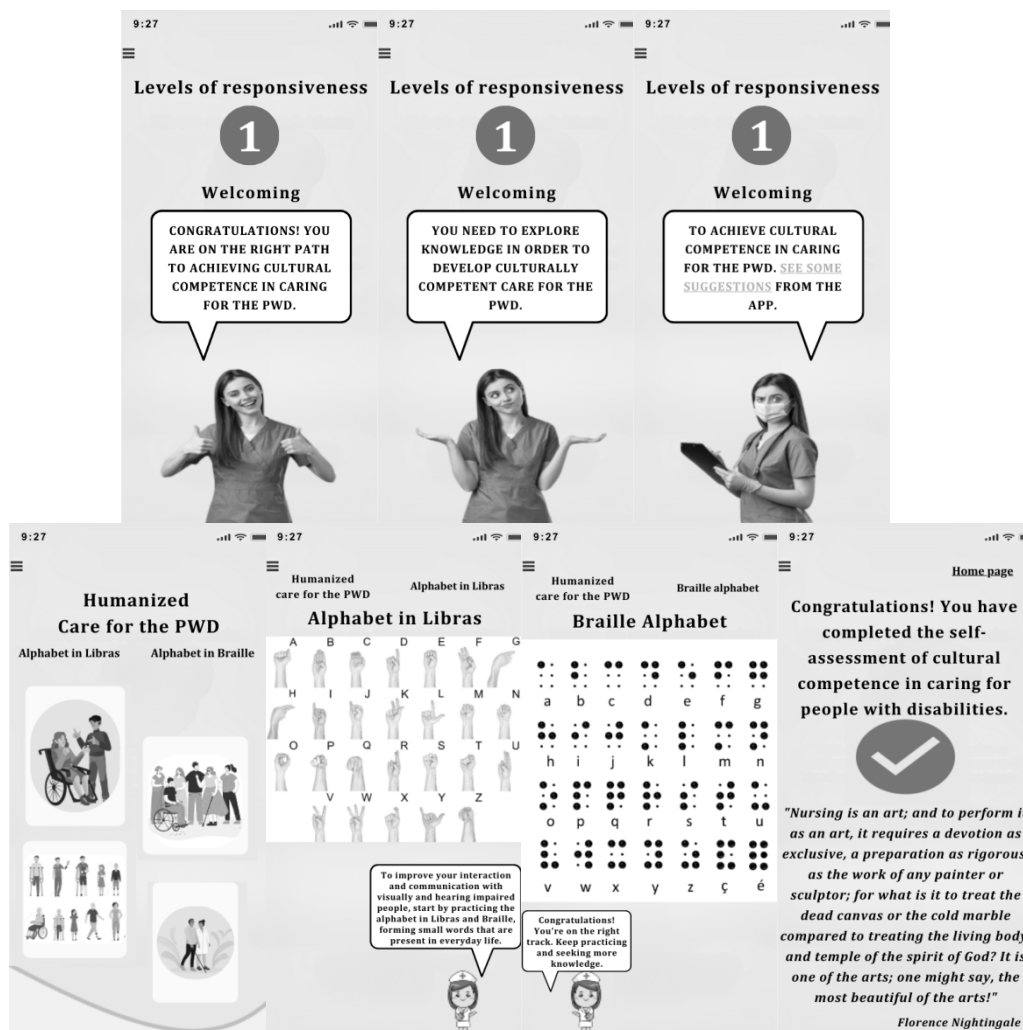 9:27
Levels of responsiveness
1
Welcoming
CONGRATULATIONS! YOU
ARE ON THE RIGHT PATH
TO ACHIEVING CULTURAL
COMPETENCE IN CARING
FOR THE PWD.
9:27
Levels of responsiveness
1
Welcoming
YOU NEED TO EXPLORE
KNOWLEDGE IN ORDER TO
DEVELOP CULTURALLY
COMPETENT CARE FOR THE
PWD.
9:27
Levels of responsiveness
1
Welcoming
TO ACHIEVE CULTURAL
COMPETENCE IN CARING
FOR THE PWD. SEE SOME
SUGGESTIONS FROM THE
APP.
9:27
Humanized
Care for the PWD
Alphabet in Libras
Alphabet in Braille
9:27
Humanized
care for the PWD
Alphabet in Libras
Alphabet in Libras
A B C D E F G
H I J K L M N
O P Q R S T U
V W X Y Z
To improve your interaction
and communication with
visually and hearing impaired
people, start by practicing the
alphabet in Libras and Braille,
forming small words that are
present in everyday life.
9:27
Humanized
care for the PWD
Braille alphabet
Braille Alphabet
a b c d e f g
h i j k l m n
o p q r s t u
v w x y z ç é
Congratulations!
You're on the right
track. Keep practicing
and seeking more
knowledge.
9:27
Home page
Congratulations! You have
completed the self-
assessment of cultural
competence in caring for
people with disabilities.
"Nursing is an art; and to perform it
as an art, it requires a devotion as
exclusive, a preparation as rigorous
as the work of any painter or
sculptor; for what is it to treat the
dead canvas or the cold marble
compared to treating the living body
and temple of the spirit of God? It is
one of the arts; one might say, the
most beautiful of the arts!"
Florence Nightingale